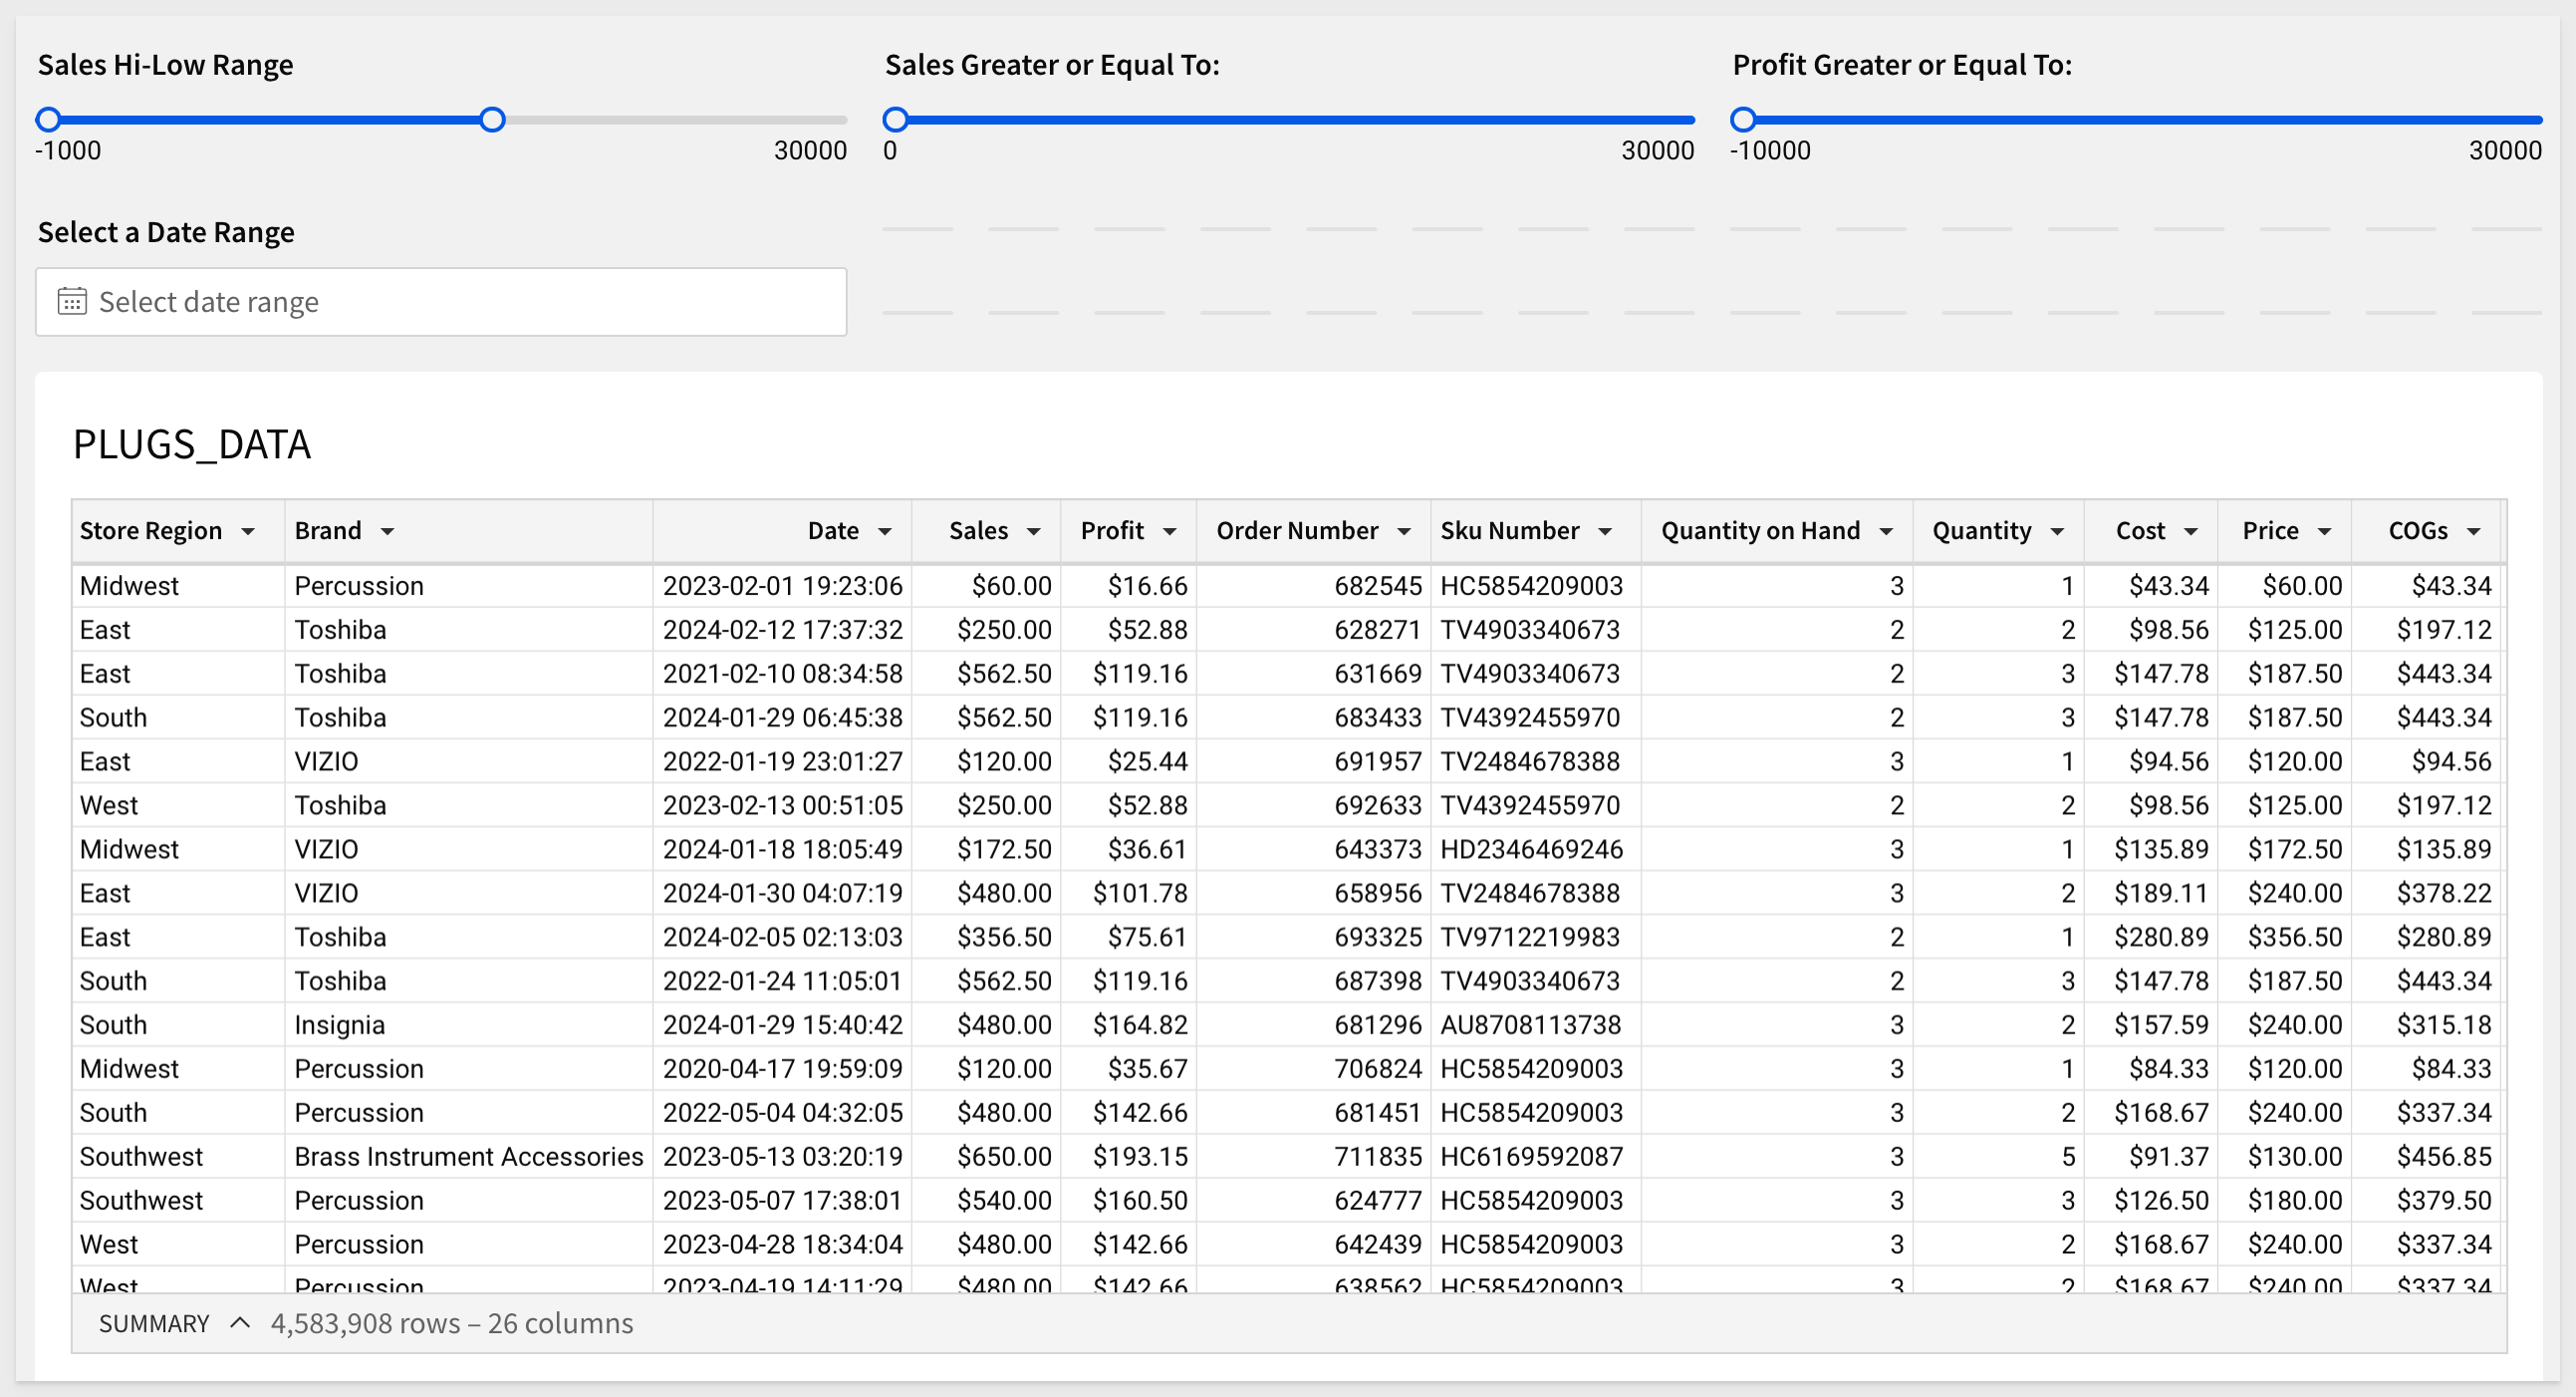 Sales Hi-Low Range Sales Greater or Equal To: Profit Greater or Equal To:
-1000 30000 0 30000 -10000 30000
Select a Date Range
Select date range
PLUGS_DATA
Store Region Brand Date Sales Profit Order Number Sku Number Quantity on Hand Quantity Cost Price COGs
Midwest Percussion 2023-02-01 19:23:06 $60.00 $16.66 682545 HC5854209003 3 1 $43.34 $60.00 $43.34
East Toshiba 2024-02-12 17:37:32 $250.00 $52.88 628271 TV4903340673 2 2 $98.56 $125.00 $197.12
East Toshiba 2021-02-10 08:34:58 $562.50 $119.16 631669 TV4903340673 2 3 $147.78 $187.50 $443.34
South Toshiba 2024-01-29 06:45:38 $562.50 $119.16 683433 TV4392455970 2 3 $147.78 $187.50 $443.34
East VIZIO 2022-01-19 23:01:27 $120.00 $25.44 691957 TV2484678388 3 1 $94.56 $120.00 $94.56
West Toshiba 2023-02-13 00:51:05 $250.00 $52.88 692633 TV4392455970 2 2 $98.56 $125.00 $197.12
Midwest VIZIO 2024-01-18 18:05:49 $172.50 $36.61 643373 HD2346469246 3 1 $135.89 $172.50 $135.89
East VIZIO 2024-01-30 04:07:19 $480.00 $101.78 658956 TV2484678388 3 2 $189.11 $240.00 $378.22
East Toshiba 2024-02-05 02:13:03 $356.50 $75.61 693325 TV9712219983 2 1 $280.89 $356.50 $280.89
South Toshiba 2022-01-24 11:05:01 $562.50 $119.16 687398 TV4903340673 2 3 $147.78 $187.50 $443.34
South Insignia 2024-01-29 15:40:42 $480.00 $164.82 681296 AU8708113738 3 2 $157.59 $240.00 $315.18
Midwest Percussion 2020-04-17 19:59:09 $120.00 $35.67 706824 HC5854209003 3 1 $84.33 $120.00 $84.33
South Percussion 2022-05-04 04:32:05 $480.00 $142.66 681451 HC5854209003 3 2 $168.67 $240.00 $337.34
Southwest Brass Instrument Accessories 2023-05-13 03:20:19 $650.00 $193.15 711835 HC6169592087 3 5 $91.37 $130.00 $456.85
Southwest Percussion 2023-05-07 17:38:01 $540.00 $160.50 624777 HC5854209003 3 3 $126.50 $180.00 $379.50
West Percussion 2023-04-28 18:34:04 $480.00 $142.66 642439 HC5854209003 3 2 $168.67 $240.00 $337.34
West Percussion 2023-04-19 14:11:29 $480.00 $142.66 638562 HC5854209003 3 2 $168.67 $240.00 $337.34
SUMMARY 4,583,908 rows – 26 columns